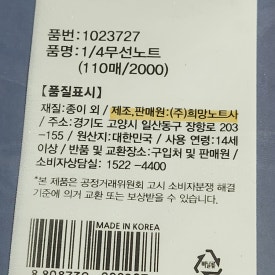 품번: 1023727
품명: 1/4무선노트
(110매/2000)
【품질표시】
재질:종이 외 / 제조,판매원:(주)희망노트사
/ 주소:경기도 고양시 일산동구 장항로 203
-155 / 원산지:대한민국 / 사용 연령:14세
이상 / 반품 및 교환장소:구입처 및 판매원 /
소비자상담실: 1522-4400
*본 제품은 공정거래위원회 고시 소비자분쟁 해결
기준에 의거 교환 또는 보상받을 수 있습니다.
MADE IN KOREA